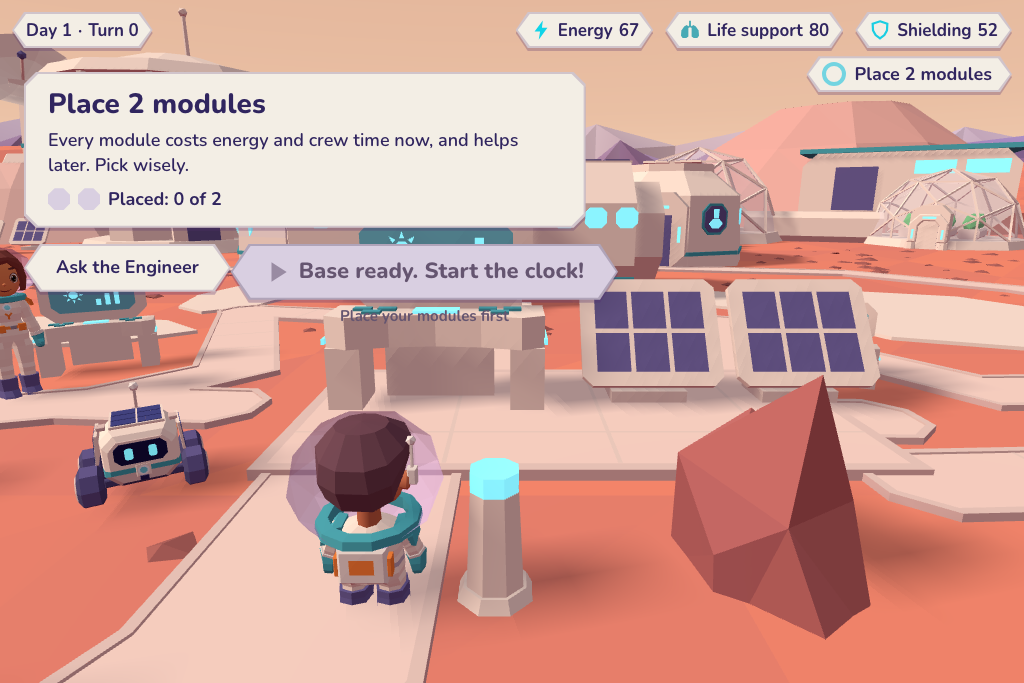 Day 1 · Turn 0
Energy 67
Life support 80
Shielding 52
Place 2 modules
Place 2 modules
Every module costs energy and crew time now, and helps
later. Pick wisely.
Placed: 0 of 2
Ask the Engineer
Base ready. Start the clock!
Place your modules first